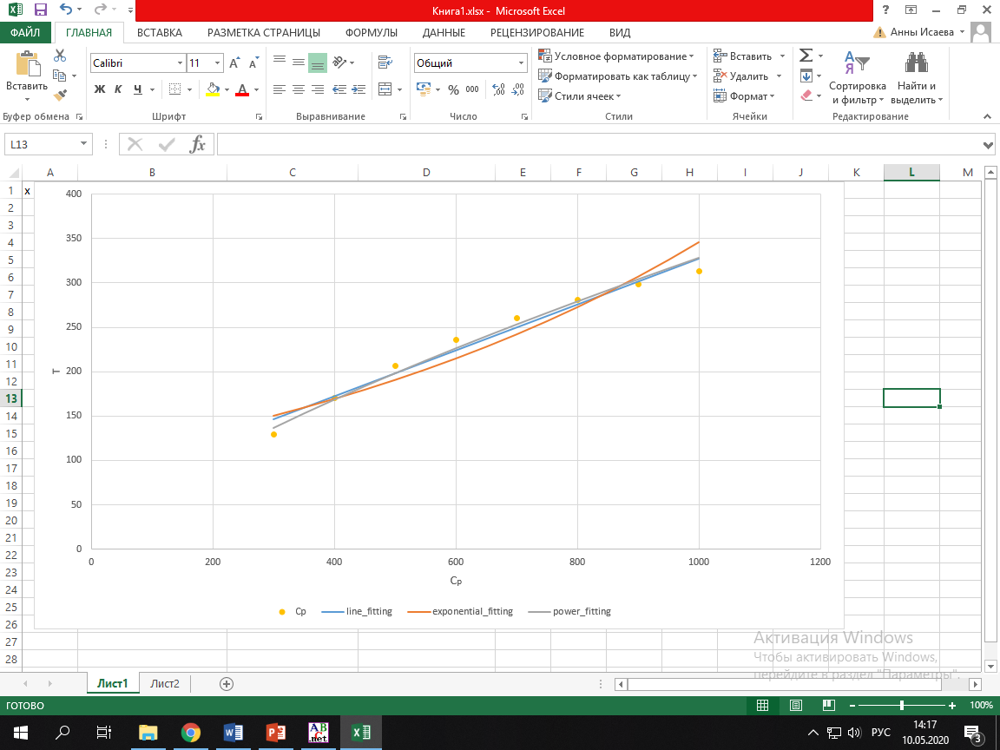 Книга1.xlsx - Microsoft Excel
ФАЙЛ ГЛАВНАЯ ВСТАВКА РАЗМЕТКА СТРАНИЦЫ ФОРМУЛЫ ДАННЫЕ РЕЦЕНЗИРОВАНИЕ ВИД Анны Исаева
Вставить
Calibri 11
Ж К Ч А
Общий
% 000
Условное форматирование
Форматировать как таблицу
Стили ячеек
Вставить
Удалить
Формат
Сортировка и фильтр
Найти и выделить
Буфер обмена Шрифт Выравнивание Число Стили Ячейки Редактирование
L13 fx
A B C D E F G H I J K L M
1 x
2
3
4
5
6
7
8
9
10
11
12
13
14
15
16
17
18
19
20
21
22
23
24
25
26
27
28
400
350
300
250
200
150
100
50
0
T
0 200 400 600 800 1000 1200
Cp
Cp line_fitting exponential_fitting power_fitting
Активация Windows
Чтобы активировать Windows,
перейдите в раздел "Параметры".
Лист1 Лист2
ГОТОВО 100%
РУС 14:17
10.05.2020 3